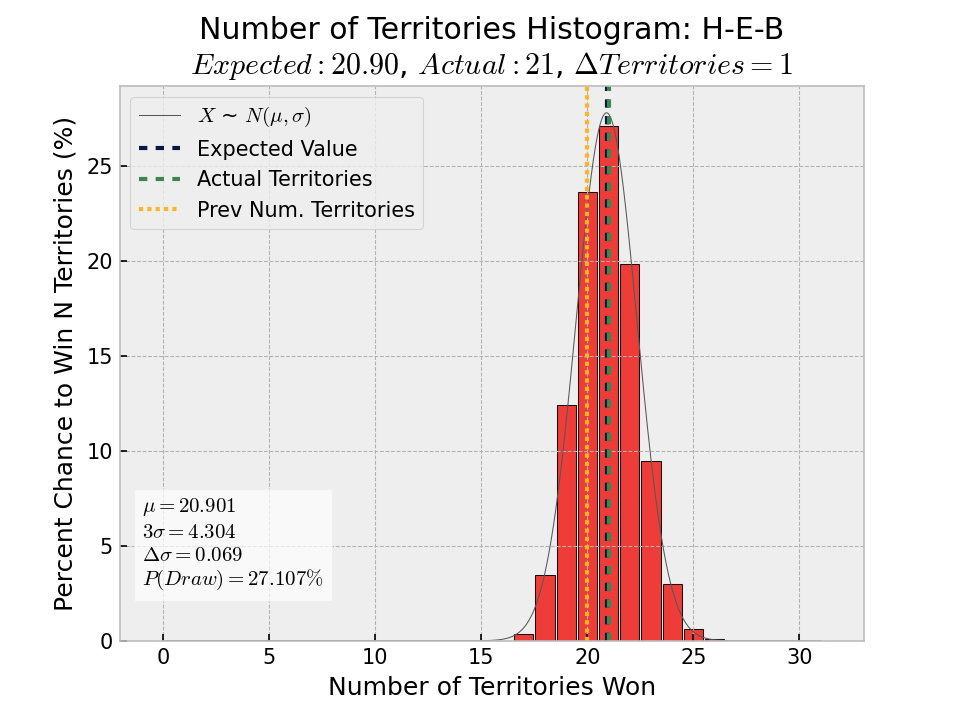 Number of Territories Histogram: H-E-B
Expected : 20.90, Actual : 21, ΔTerritories = 1
X ~ N(μ, σ)
Expected Value
Actual Territories
Prev Num. Territories
Percent Chance to Win N Territories (%)
25
20
15
10
5
0
μ = 20.901
3σ = 4.304
Δσ = 0.069
P(Draw) = 27.107%
0 5 10 15 20 25 30
Number of Territories Won